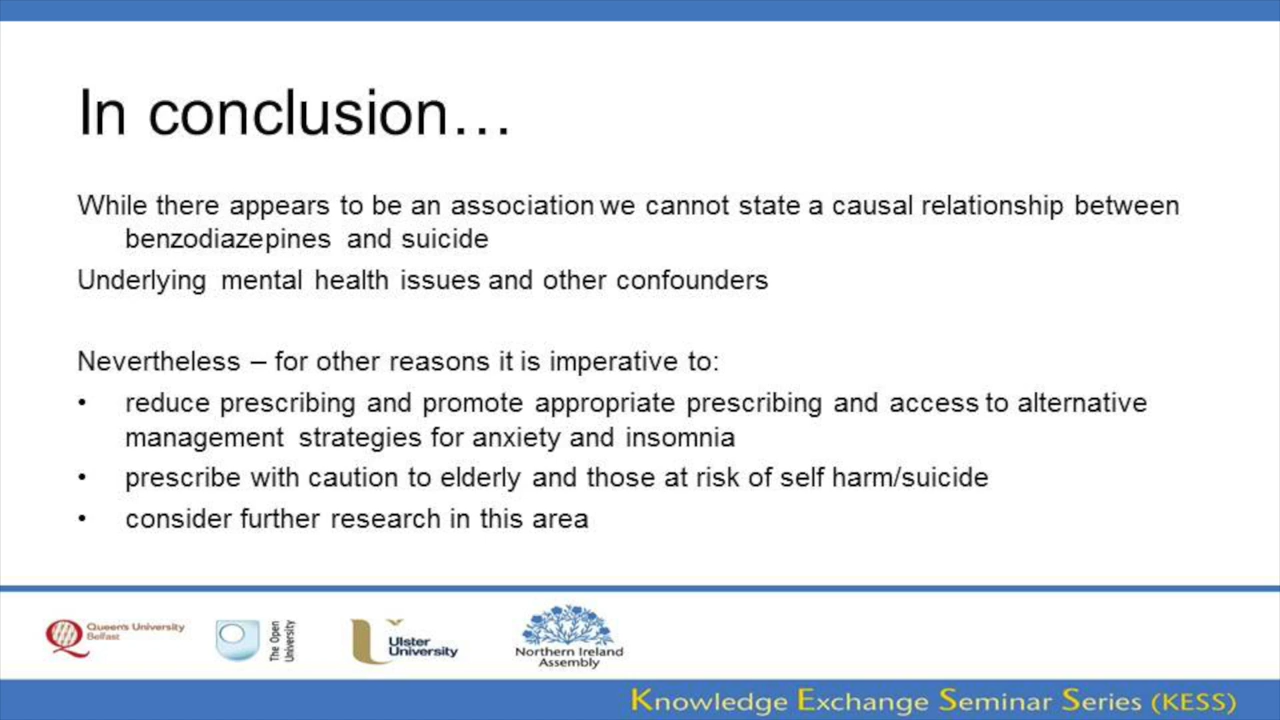 In conclusion...
While there appears to be an association we cannot state a causal relationship between
benzodiazepines and suicide
Underlying mental health issues and other confounders
Nevertheless – for other reasons it is imperative to:
• reduce prescribing and promote appropriate prescribing and access to alternative
management strategies for anxiety and insomnia
• prescribe with caution to elderly and those at risk of self harm/suicide
• consider further research in this area
Queen's University
Belfast
The Open
University
Ulster
University
Northern Ireland
Assembly
Knowledge Exchange Seminar Series (KESS)